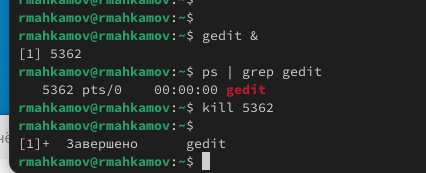 rmahkamov@rmahkamov:~$
rmahkamov@rmahkamov:~$ gedit &
[1] 5362
rmahkamov@rmahkamov:~$ ps | grep gedit
5362 pts/0    00:00:00 gedit
rmahkamov@rmahkamov:~$ kill 5362
rmahkamov@rmahkamov:~$
[1]+  Завершено      gedit
rmahkamov@rmahkamov:~$